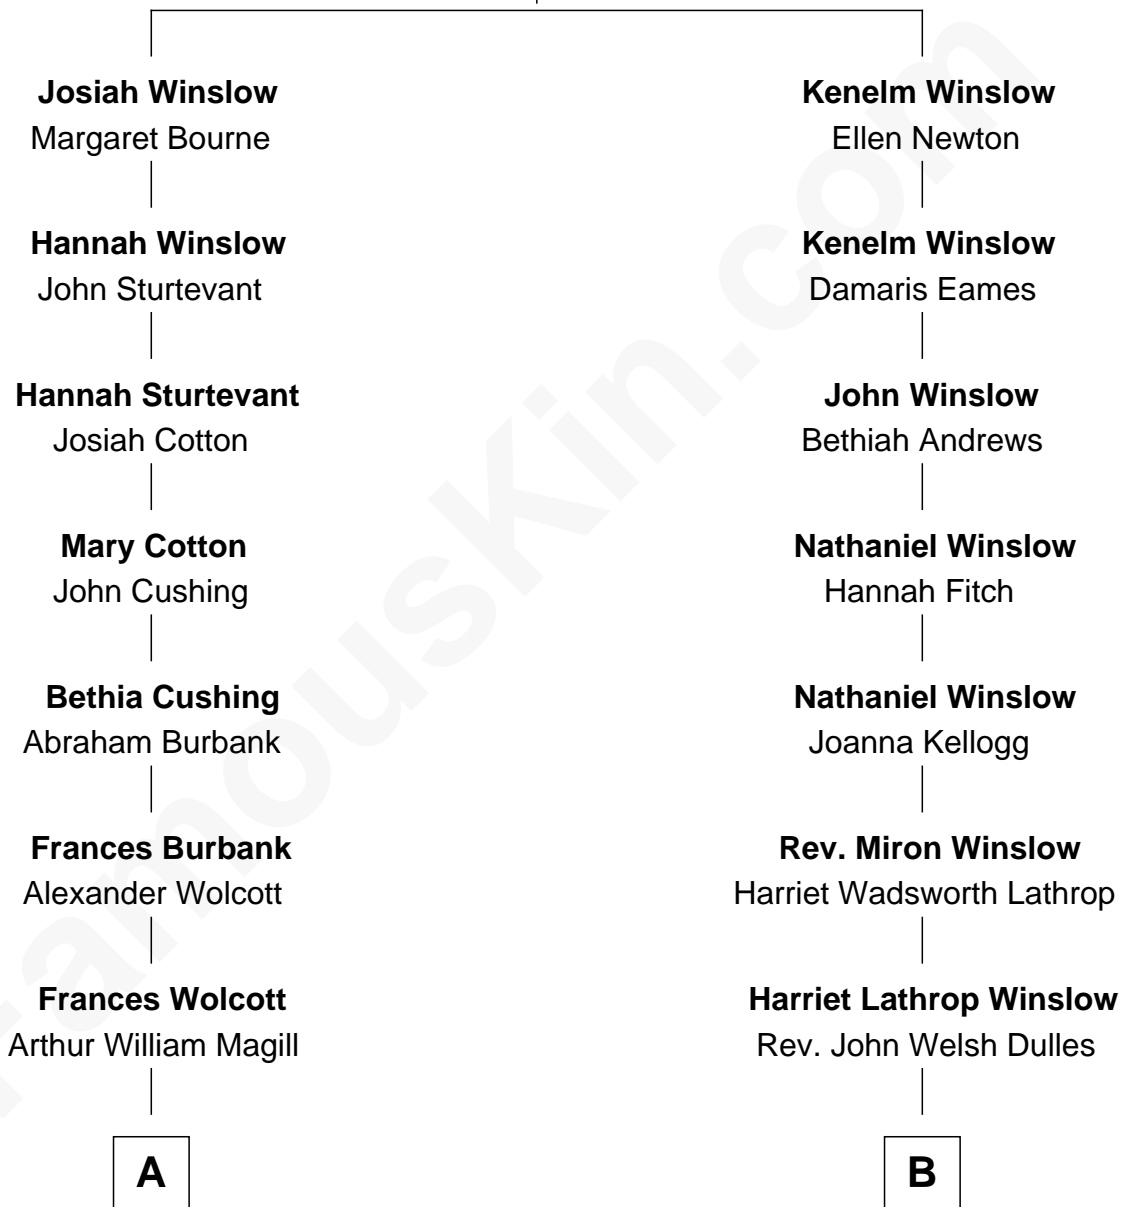 Josiah Winslow
Margaret Bourne
Hannah Winslow
John Sturtevant
Hannah Sturtevant
Josiah Cotton
Mary Cotton
John Cushing
Bethia Cushing
Abraham Burbank
Frances Burbank
Alexander Wolcott
Frances Wolcott
Arthur William Magill
A
Kenelm Winslow
Ellen Newton
Kenelm Winslow
Damaris Eames
John Winslow
Bethiah Andrews
Nathaniel Winslow
Hannah Fitch
Nathaniel Winslow
Joanna Kellogg
Rev. Miron Winslow
Harriet Wadsworth Lathrop
Harriet Lathrop Winslow
Rev. John Welsh Dulles
B
FamousKin.com